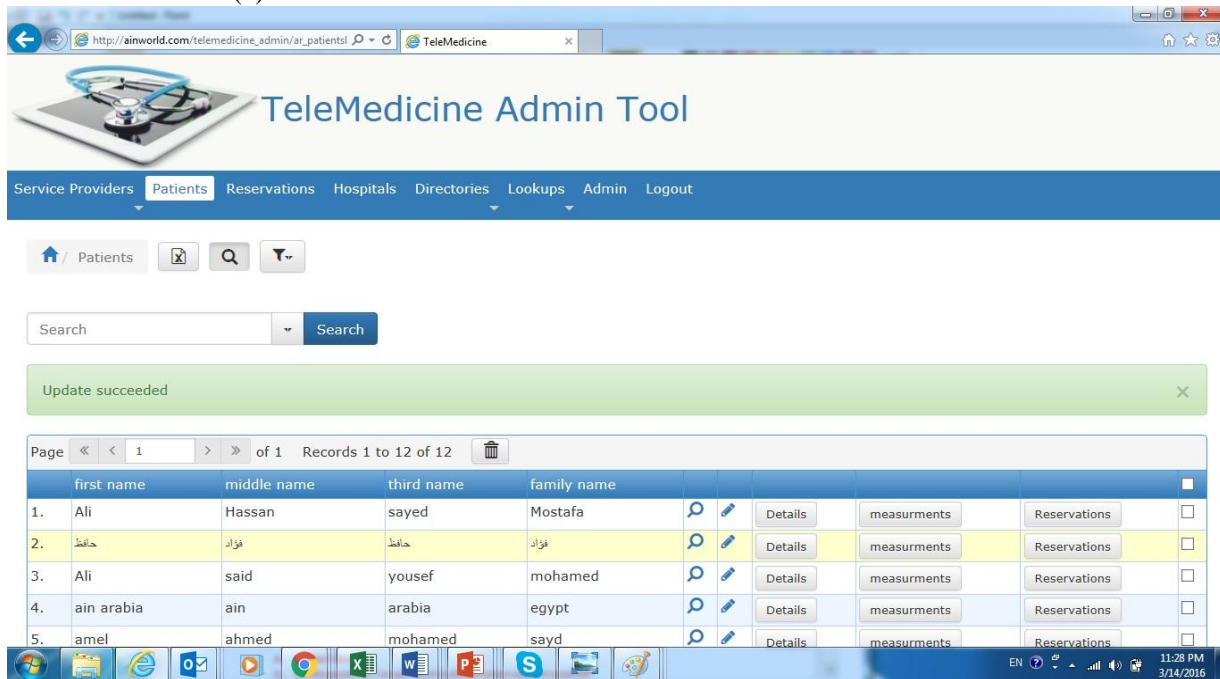 http://ainworld.com/telemedicine_admin/ar_patientsl
TeleMedicine
TeleMedicine Admin Tool
Service Providers Patients Reservations Hospitals Directories Lookups Admin Logout
/ Patients
Search Search
Update succeeded
Page 1 of 1 Records 1 to 12 of 12
first name middle name third name family name
1. Ali Hassan sayed Mostafa Details measurments Reservations
2. حافظ فؤاد حافظ فؤاد Details measurments Reservations
3. Ali said yousef mohamed Details measurments Reservations
4. ain arabia ain arabia egypt Details measurments Reservations
5. amel ahmed mohamed sayd Details measurments Reservations
EN 11:28 PM
3/14/2016